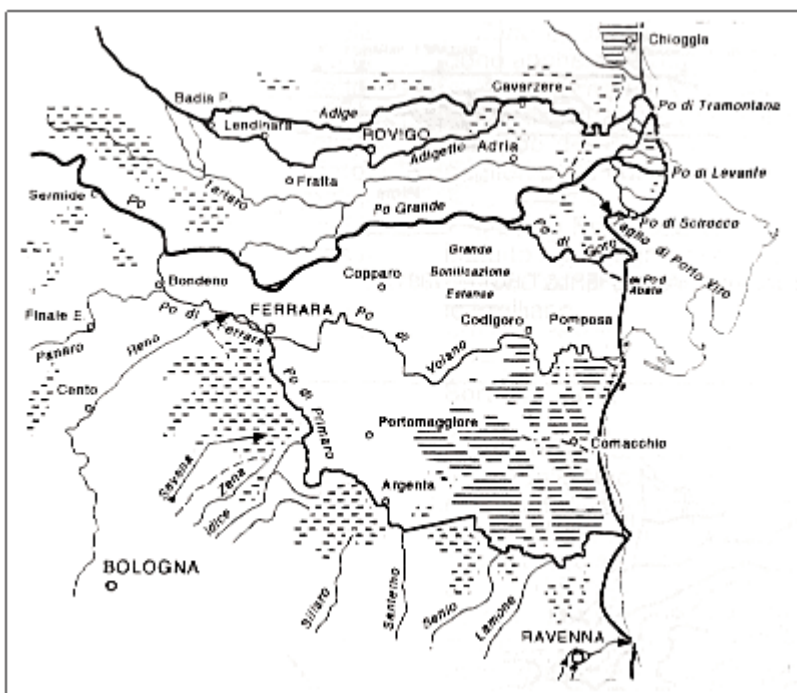 Chioggia
Cavarzere
Badia P.
Adige
Po di Tramontana
Lendinara
ROVIGO
Adigetto
Adria
Fratta
Po di Levante
Tartaro
Sermide
Po
Po Grande
Po di Goro
Po di Scirocco
Taglio di Porto Viro
Grande
Bonificazione
Estense
Copparo
Bondeno
Po di Ferrara
FERRARA
Po di Volano
Codigoro
Pomposa
Abate
Finale E.
Panaro
Reno
Cento
Po di Primaro
Portomaggiore
Comacchio
Savena
Zena
Idice
Argenta
BOLOGNA
Sillaro
Santerno
Senio
Lamone
RAVENNA